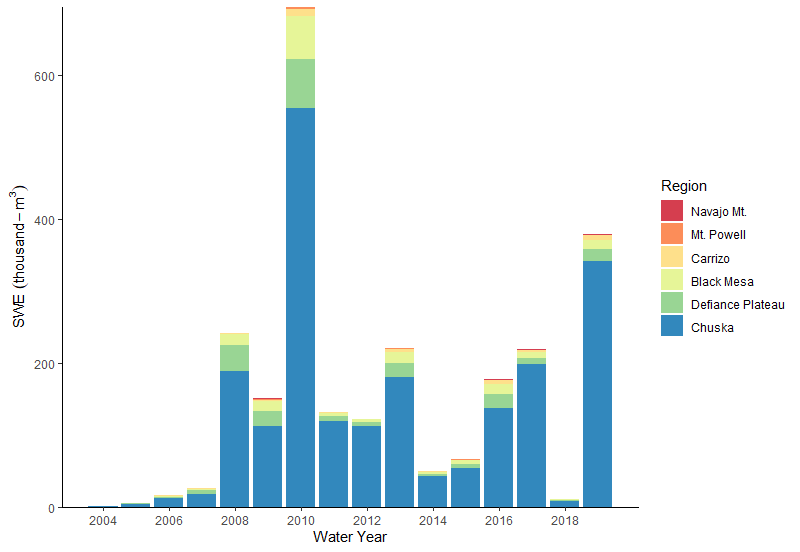 600
400
200
0
SWE (thousand−m³)
2004 2006 2008 2010 2012 2014 2016 2018
Water Year
Region
Navajo Mt.
Mt. Powell
Carrizo
Black Mesa
Defiance Plateau
Chuska